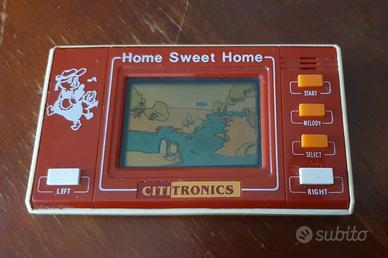 Home Sweet Home
START
MELODY
SELECT
LEFT
RIGHT
CITITRONICS
subito